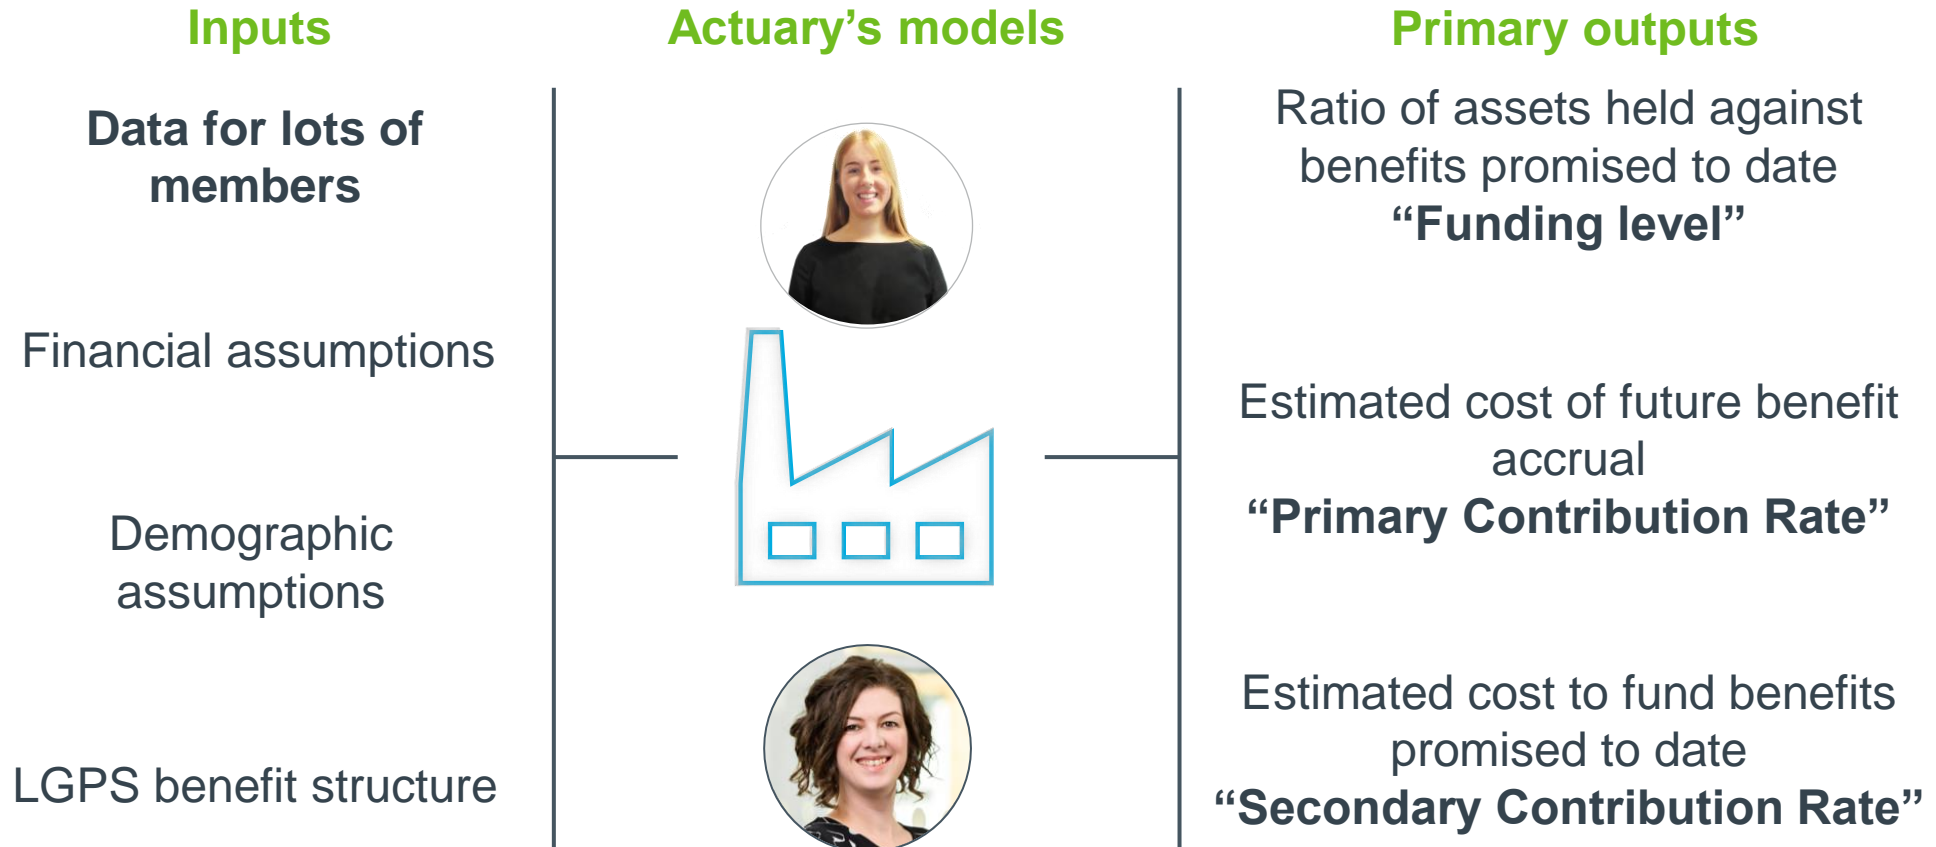 Inputs
Data for lots of
members
Financial assumptions
Demographic
assumptions
LGPS benefit structure
Actuary’s models
Primary outputs
Ratio of assets held against
benefits promised to date
“Funding level”
Estimated cost of future benefit
accrual
“Primary Contribution Rate”
Estimated cost to fund benefits
promised to date
“Secondary Contribution Rate”